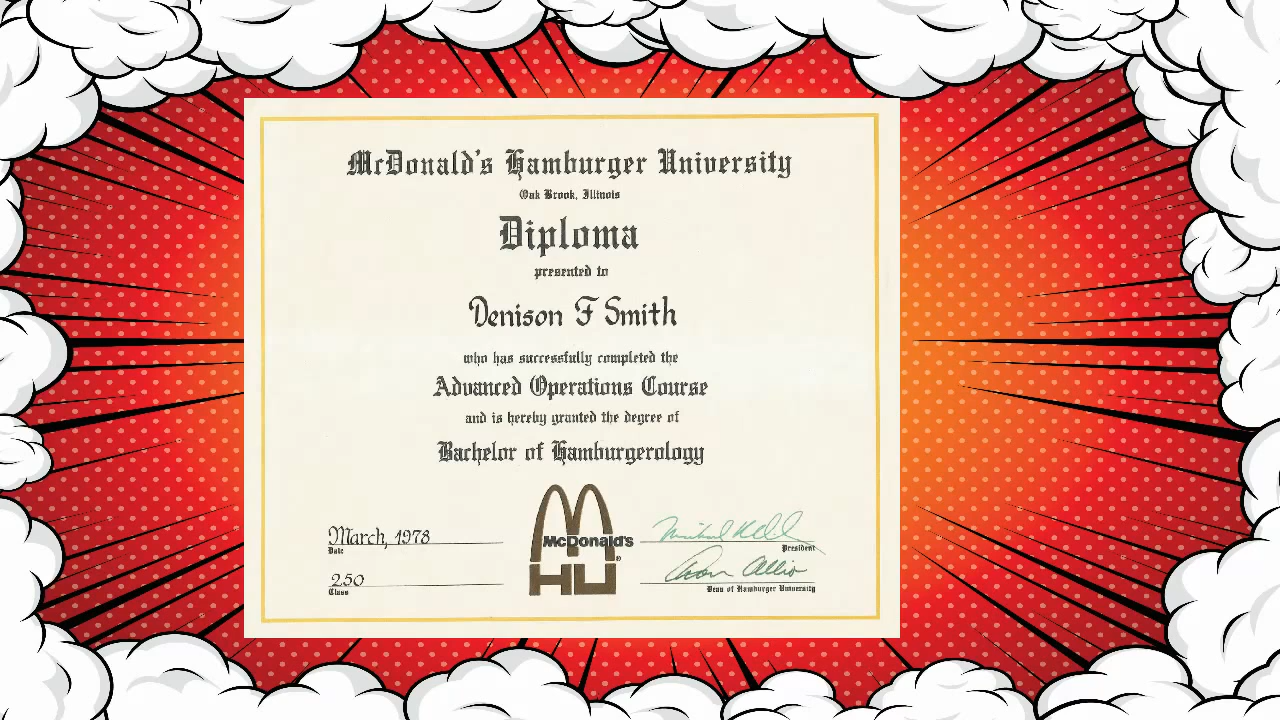 McDonald's Hamburger University
Oak Brook, Illinois
Diploma
presented to
Denison F Smith
who has successfully completed the
Advanced Operations Course
and is hereby granted the degree of
Bachelor of Hamburgerology
March, 1978
Date
250
Class
McDonald's®
HU
President
Dean of Hamburger University